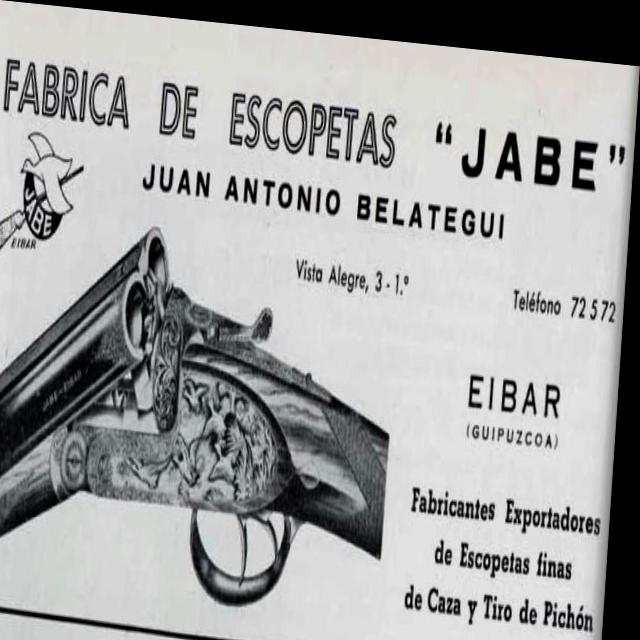 FABRICA DE ESCOPETAS "JABE"
JUAN ANTONIO BELATEGUI
JABE
EIBAR
Vista Alegre, 3 - 1.º
Teléfono 72572
EIBAR
(GUIPUZCOA)
Fabricantes Exportadores
de Escopetas finas
de Caza y Tiro de Pichón